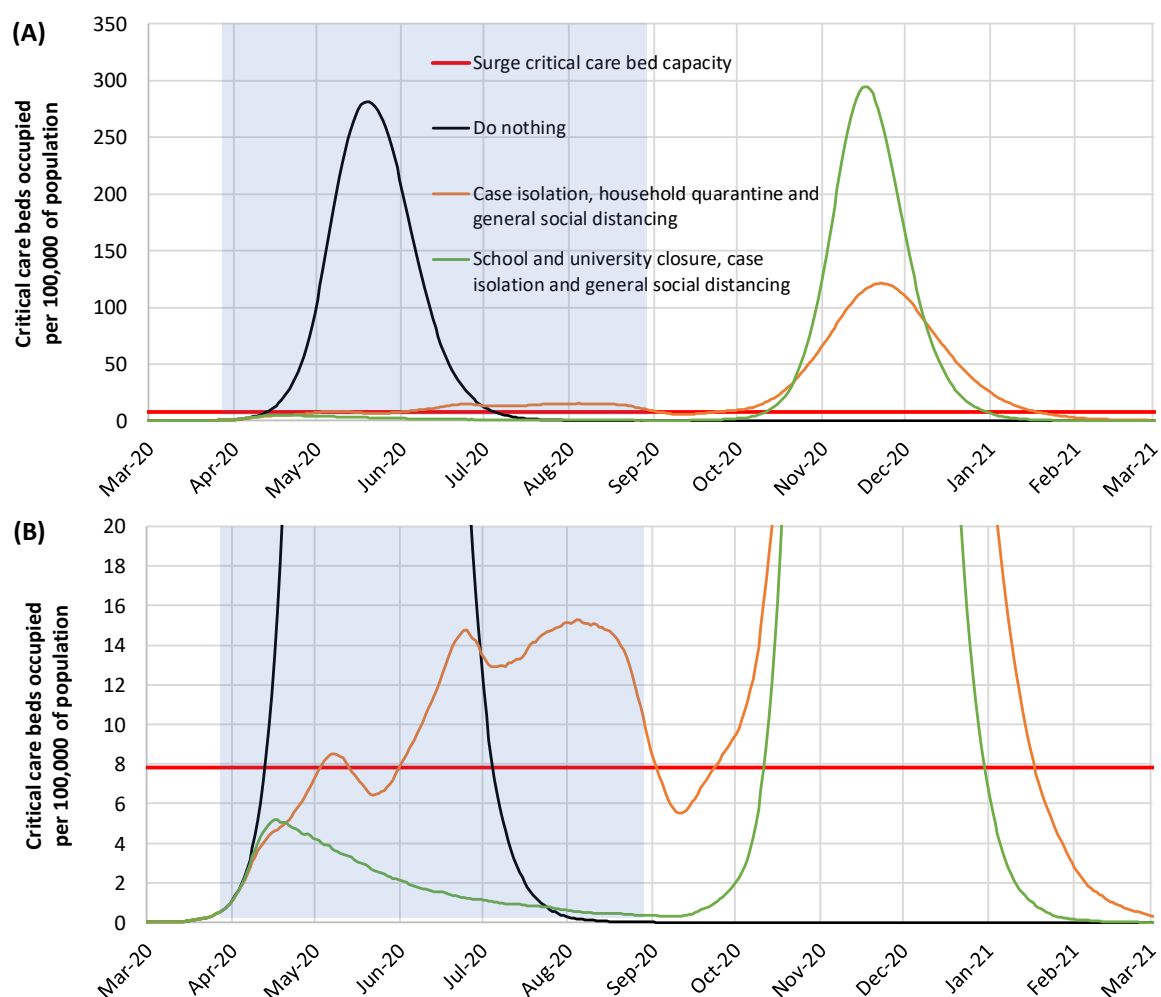 (A)
Critical care beds occupied
per 100,000 of population
350
300
250
200
150
100
50
0
Surge critical care bed capacity
Do nothing
Case isolation, household quarantine and
general social distancing
School and university closure, case
isolation and general social distancing
Mar-20
Apr-20
May-20
Jun-20
Jul-20
Aug-20
Sep-20
Oct-20
Nov-20
Dec-20
Jan-21
Feb-21
Mar-21
(B)
Critical care beds occupied
per 100,000 of population
20
18
16
14
12
10
8
6
4
2
0
Mar-20
Apr-20
May-20
Jun-20
Jul-20
Aug-20
Sep-20
Oct-20
Nov-20
Dec-20
Jan-21
Feb-21
Mar-21